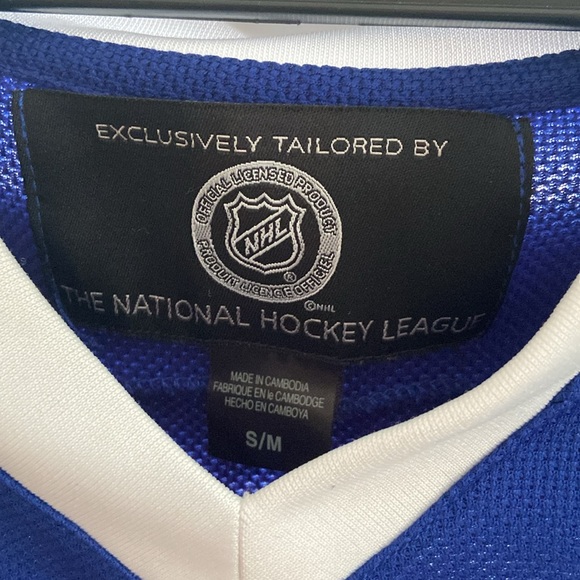 EXCLUSIVELY TAILORED BY
OFFICIAL LICENSED PRODUCT
NHL
®
PRODUIT LICENCIÉ OFFICIEL
©NHL
THE NATIONAL HOCKEY LEAGUE
MADE IN CAMBODIA
FABRIQUE EN le CAMBODGE
HECHO EN CAMBOYA
S/M